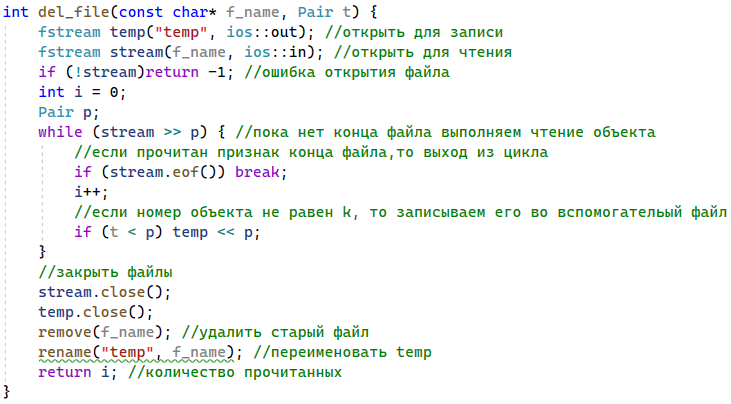 int del_file(const char* f_name, Pair t) {
    fstream temp("temp", ios::out); //открыть для записи
    fstream stream(f_name, ios::in); //открыть для чтения
    if (!stream)return -1; //ошибка открытия файла
    int i = 0;
    Pair p;
    while (stream >> p) { //пока нет конца файла выполняем чтение объекта
        //если прочитан признак конца файла,то выход из цикла
        if (stream.eof()) break;
        i++;
        //если номер объекта не равен k, то записываем его во вспомогателый файл
        if (t < p) temp << p;
    }
    //закрыть файлы
    stream.close();
    temp.close();
    remove(f_name); //удалить старый файл
    rename("temp", f_name); //переименовать temp
    return i; //количество прочитанных
}